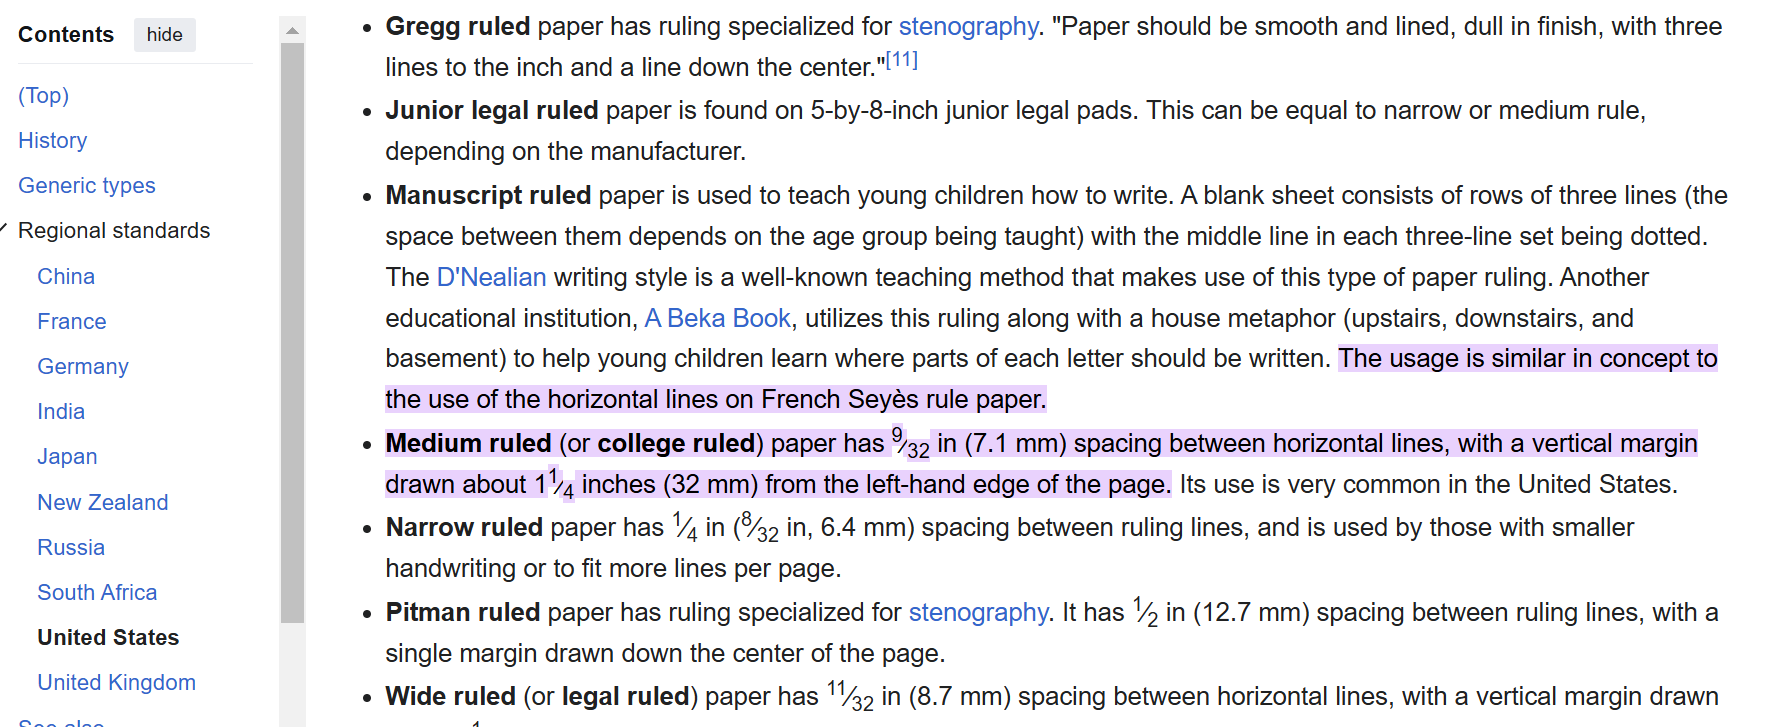 Contents hide
(Top)
History
Generic types
Regional standards
China
France
Germany
India
Japan
New Zealand
Russia
South Africa
United States
United Kingdom
See also
• Gregg ruled paper has ruling specialized for stenography. "Paper should be smooth and lined, dull in finish, with three
lines to the inch and a line down the center."[11]
• Junior legal ruled paper is found on 5-by-8-inch junior legal pads. This can be equal to narrow or medium rule,
depending on the manufacturer.
• Manuscript ruled paper is used to teach young children how to write. A blank sheet consists of rows of three lines (the
space between them depends on the age group being taught) with the middle line in each three-line set being dotted.
The D'Nealian writing style is a well-known teaching method that makes use of this type of paper ruling. Another
educational institution, A Beka Book, utilizes this ruling along with a house metaphor (upstairs, downstairs, and
basement) to help young children learn where parts of each letter should be written. The usage is similar in concept to
the use of the horizontal lines on French Seyès rule paper.
• Medium ruled (or college ruled) paper has 9⁄32 in (7.1 mm) spacing between horizontal lines, with a vertical margin
drawn about 1 1⁄4 inches (32 mm) from the left-hand edge of the page. Its use is very common in the United States.
• Narrow ruled paper has 1⁄4 in (8⁄32 in, 6.4 mm) spacing between ruling lines, and is used by those with smaller
handwriting or to fit more lines per page.
• Pitman ruled paper has ruling specialized for stenography. It has 1⁄2 in (12.7 mm) spacing between ruling lines, with a
single margin drawn down the center of the page.
• Wide ruled (or legal ruled) paper has 11⁄32 in (8.7 mm) spacing between horizontal lines, with a vertical margin drawn